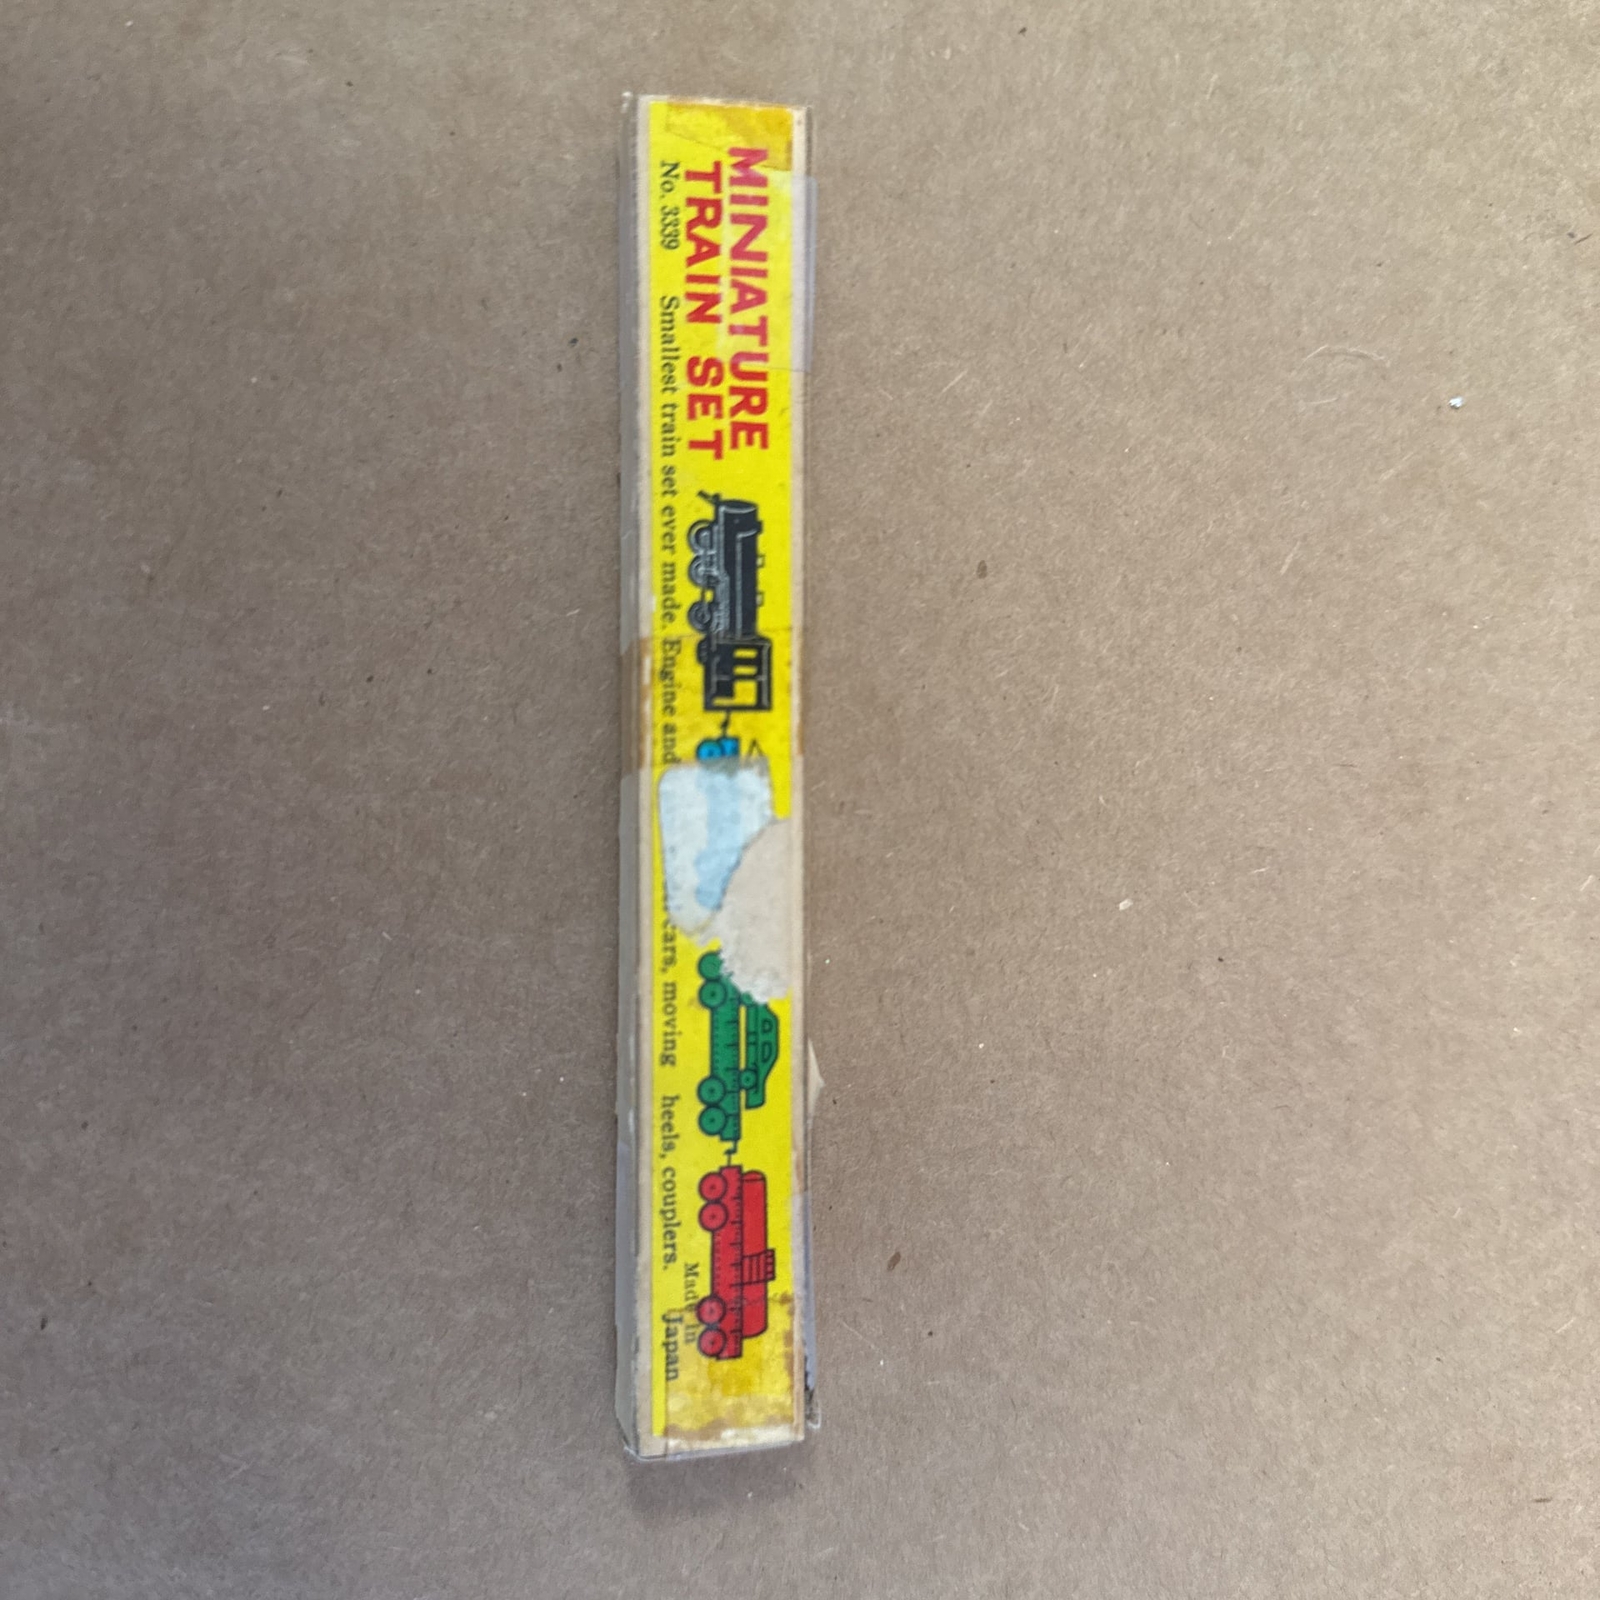 MINIATURE
TRAIN SET
No. 3339 Smallest train set ever made. Engine and cars, moving heels, couplers.
Made in
Japan